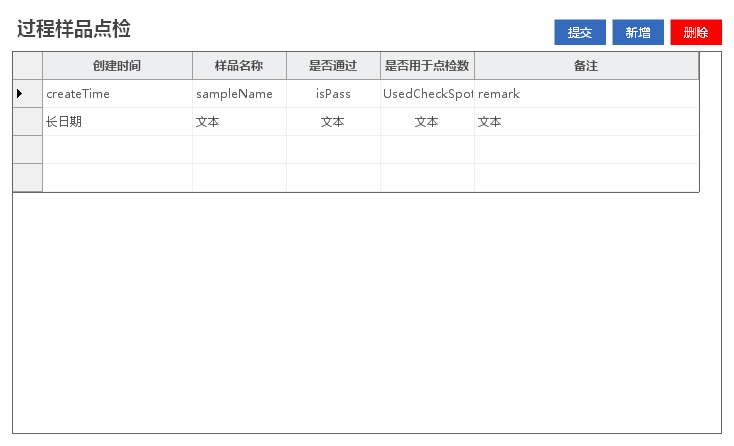 过程样品点检
提交 新增 删除
创建时间 样品名称 是否通过 是否用于点检数 备注
createTime sampleName isPass UsedCheckSpot remark
长日期 文本 文本 文本 文本